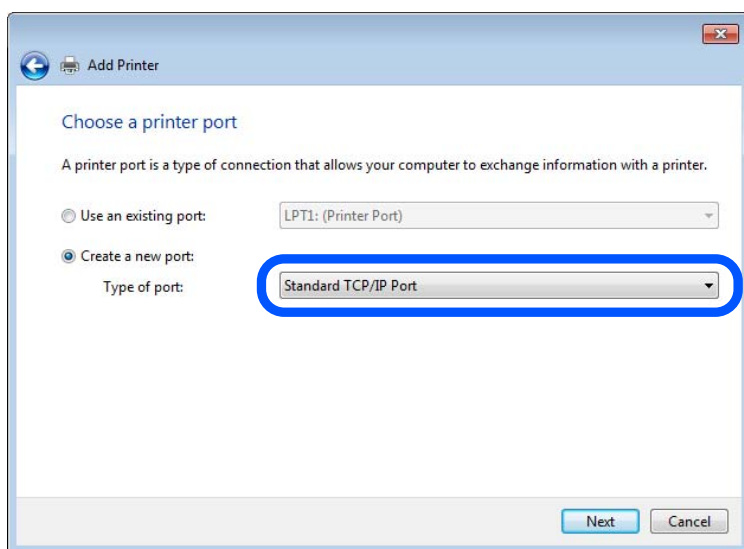 Add Printer
Choose a printer port
A printer port is a type of connection that allows your computer to exchange information with a printer.
Use an existing port: LPT1: (Printer Port)
Create a new port:
Type of port: Standard TCP/IP Port
Next Cancel